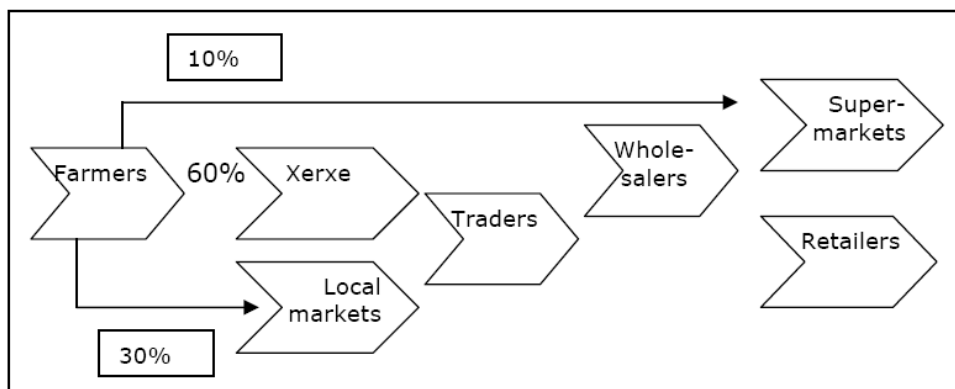 10%
Super-
markets
Whole-
salers
Farmers
60%
Xerxe
Traders
Retailers
Local
markets
30%